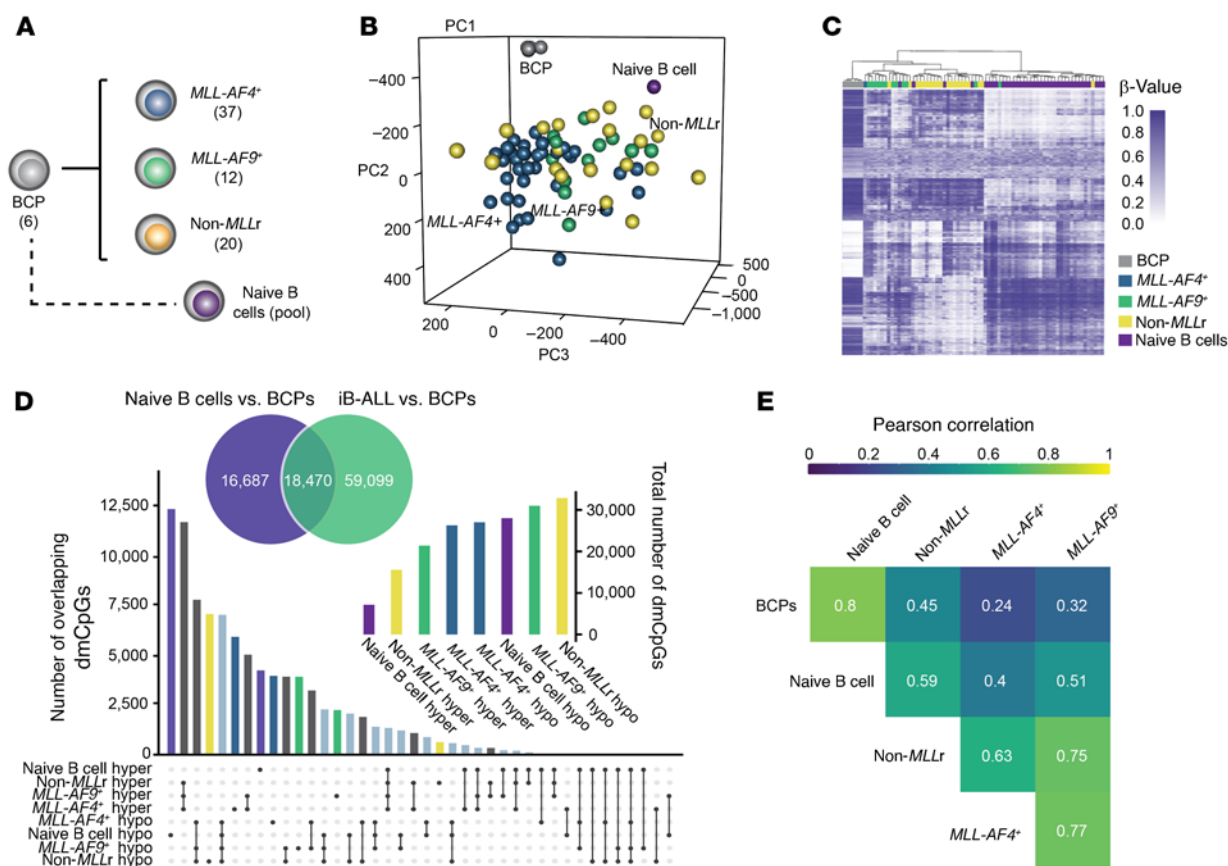 A
MLL-AF4+
(37)
MLL-AF9+
(12)
Non-MLLr
(20)
BCP
(6)
Naive B
cells (pool)
B
PC1
BCP
Naive B cell
Non-MLLr
MLL-AF4+
MLL-AF9+
−400
−200
PC2
0
200
400
200
0
−200
−400
PC3
500
0
−500
−1,000
C
β-Value
1.0
0.8
0.6
0.4
0.2
0.0
BCP
MLL-AF4+
MLL-AF9+
Non-MLLr
Naive B cells
D
Naive B cells vs. BCPs
iB-ALL vs. BCPs
16,687
18,470
59,099
Number of overlapping
dmCpGs
12,500
10,000
7,500
5,000
2,500
0
Total number of dmCpGs
30,000
20,000
10,000
0
Naive B cell hyper
Non-MLLr hyper
MLL-AF9+ hyper
MLL-AF4+ hyper
MLL-AF4+ hypo
Naive B cell hypo
MLL-AF9+ hypo
Non-MLLr hypo
Naive B cell hyper
Non-MLLr hyper
MLL-AF9+ hyper
MLL-AF4+ hyper
MLL-AF4+ hypo
Naive B cell hypo
MLL-AF9+ hypo
Non-MLLr hypo
E
Pearson correlation
0 0.2 0.4 0.6 0.8 1
Naive B cell
Non-MLLr
MLL-AF4+
MLL-AF9+
BCPs 0.8 0.45 0.24 0.32
Naive B cell 0.59 0.4 0.51
Non-MLLr 0.63 0.75
MLL-AF4+ 0.77